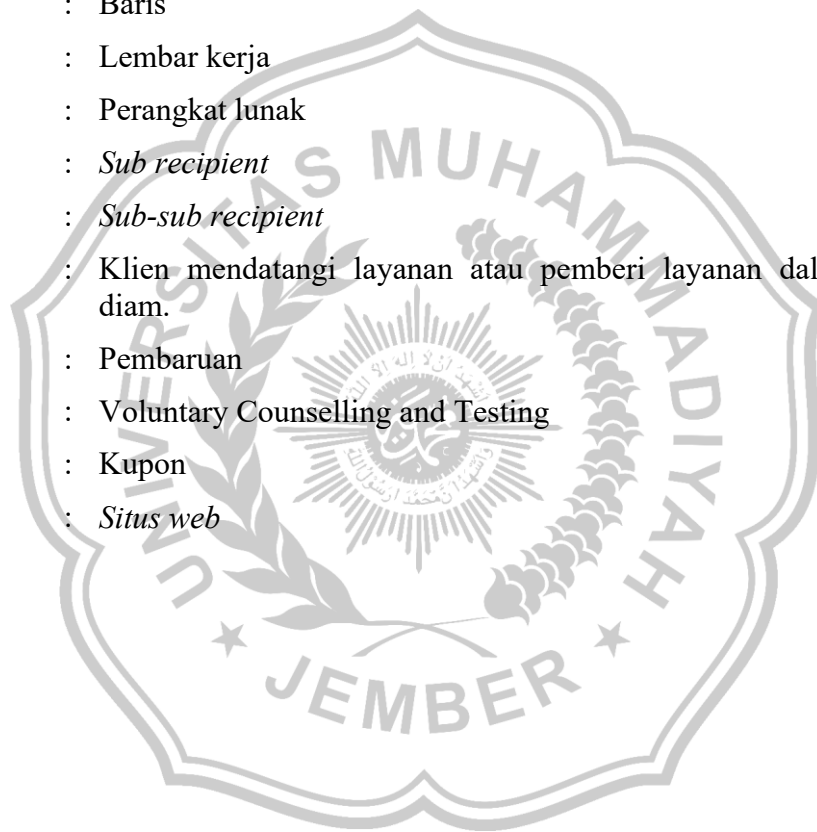 : Baris
: Lembar kerja
: Perangkat lunak
: Sub recipient
: Sub-sub recipient
: Klien mendatangi layanan atau pemberi layanan dal
diam.
: Pembaruan
: Voluntary Counselling and Testing
: Kupon
: Situs web
UNIVERSITAS MUHAMMADIYAH
JEMBER